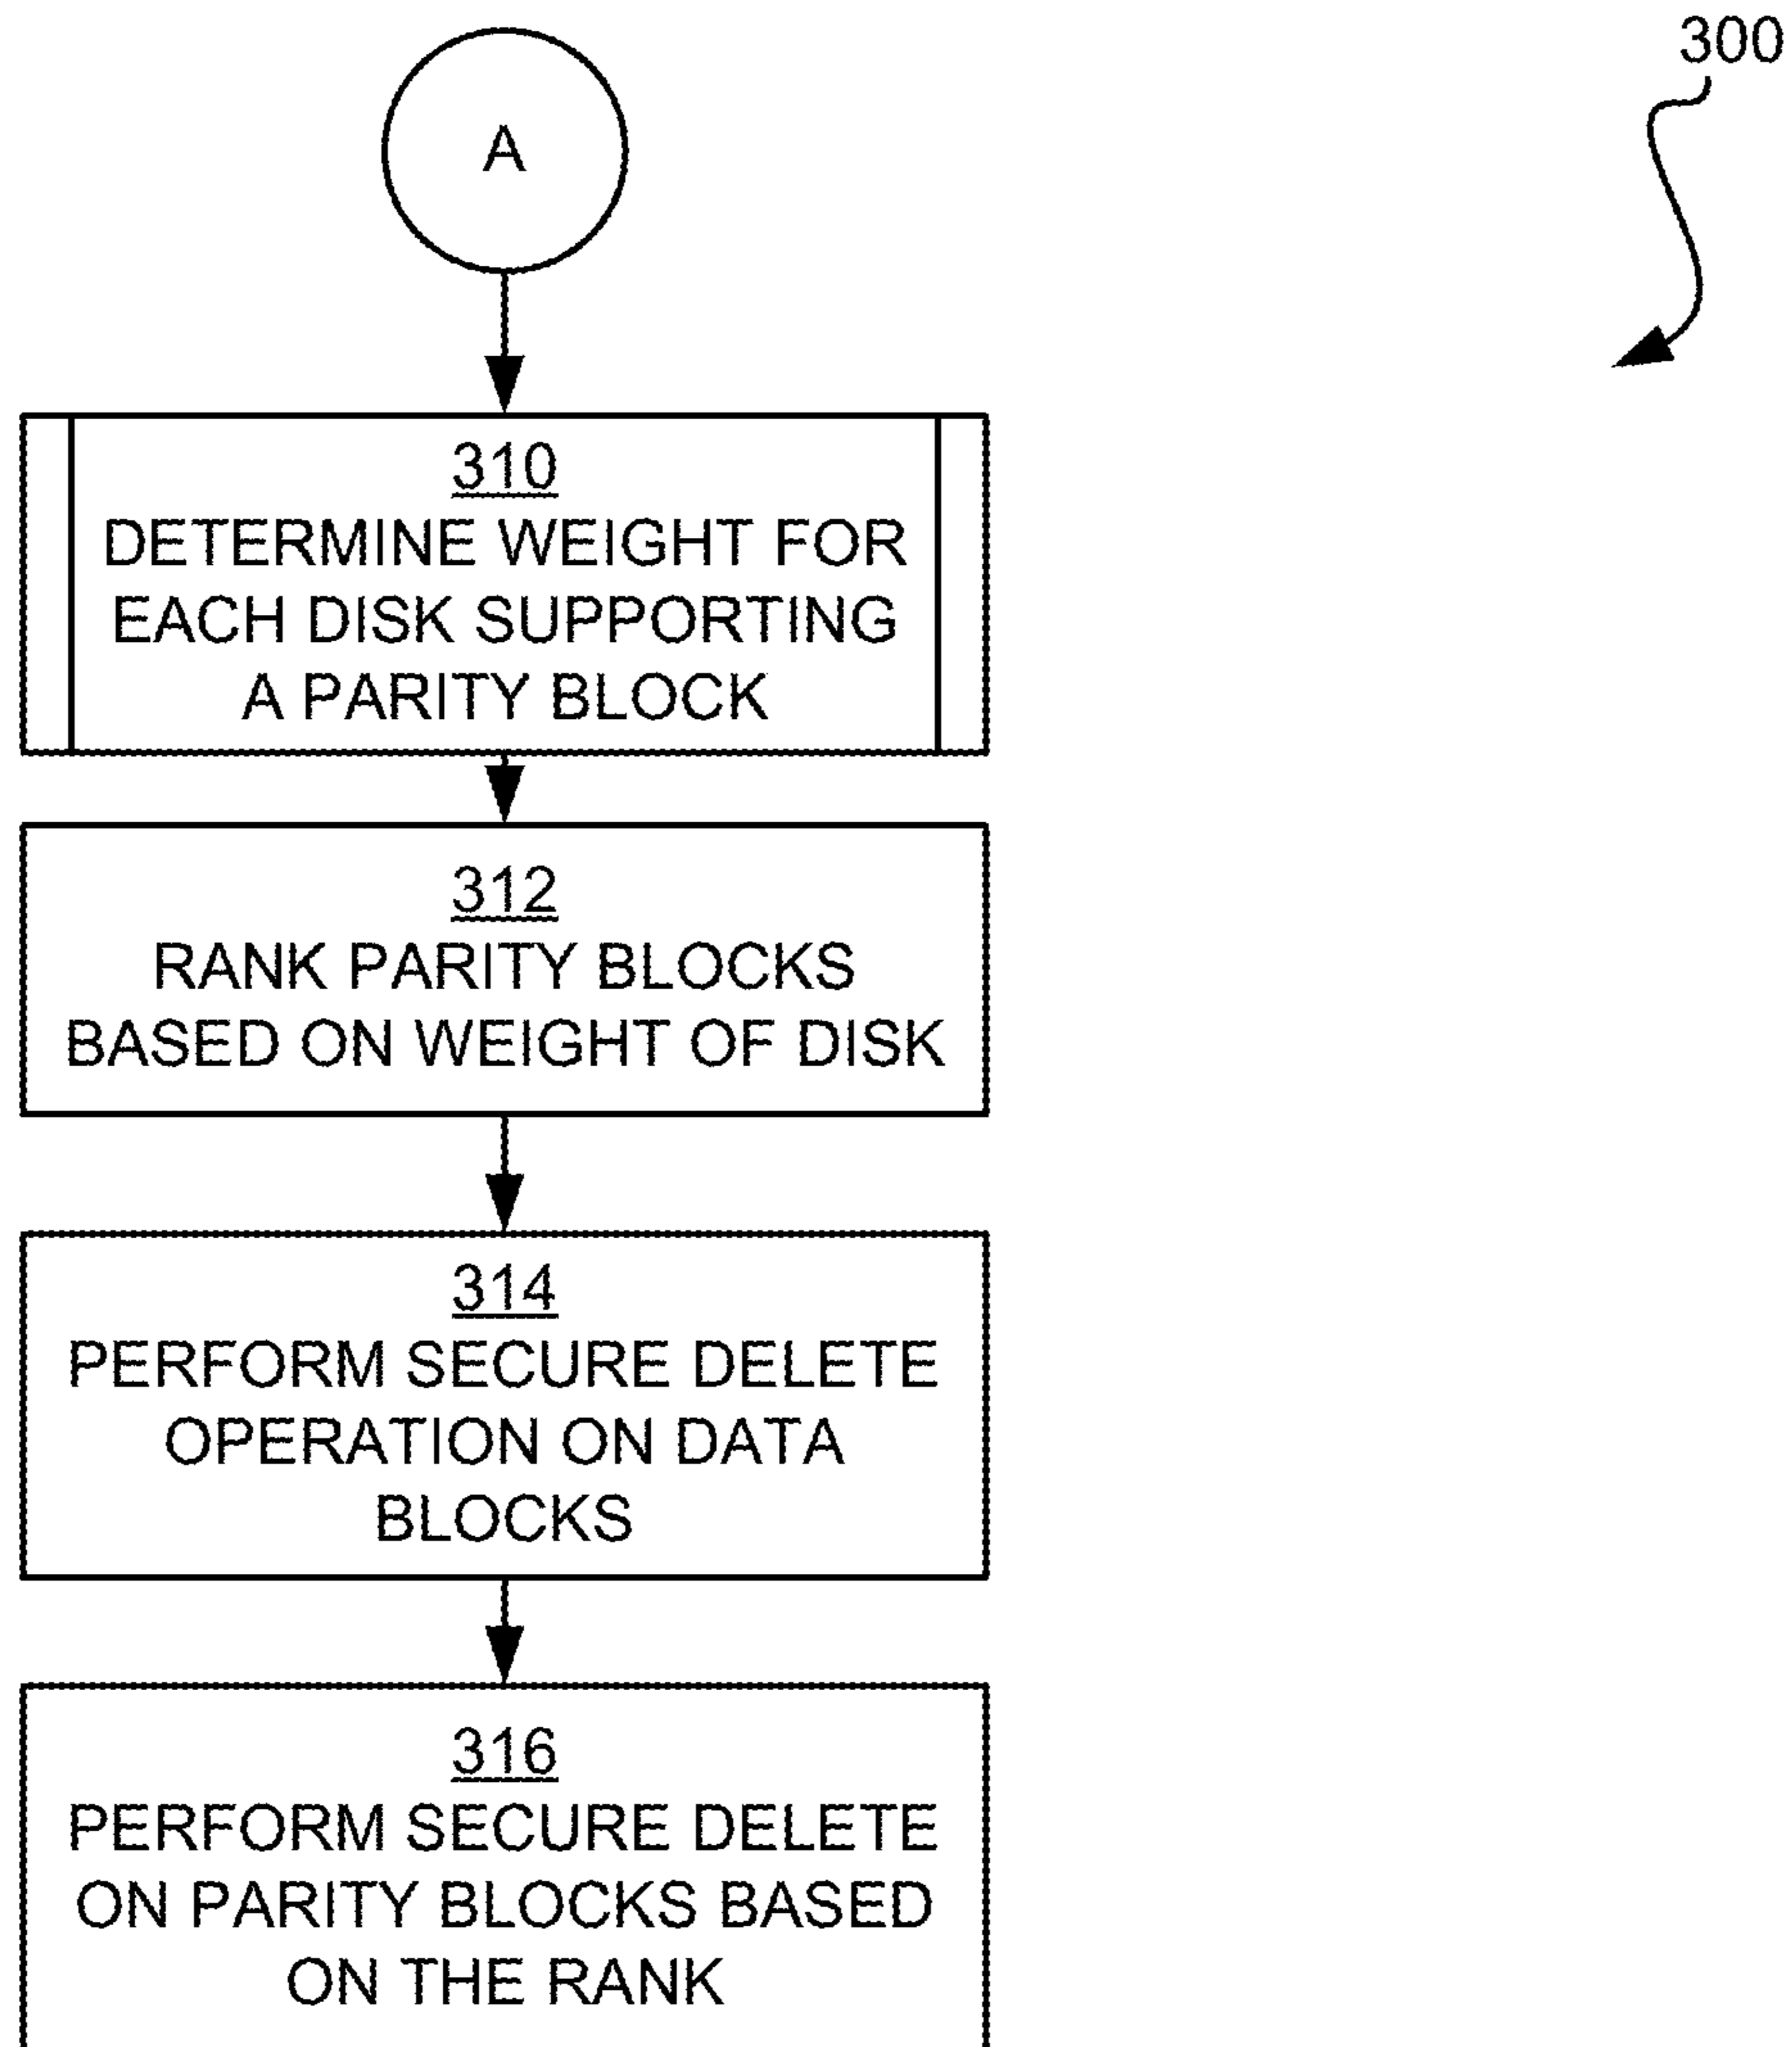 300
A
310
DETERMINE WEIGHT FOR
EACH DISK SUPPORTING
A PARITY BLOCK
312
RANK PARITY BLOCKS
BASED ON WEIGHT OF DISK
314
PERFORM SECURE DELETE
OPERATION ON DATA
BLOCKS
316
PERFORM SECURE DELETE
ON PARITY BLOCKS BASED
ON THE RANK